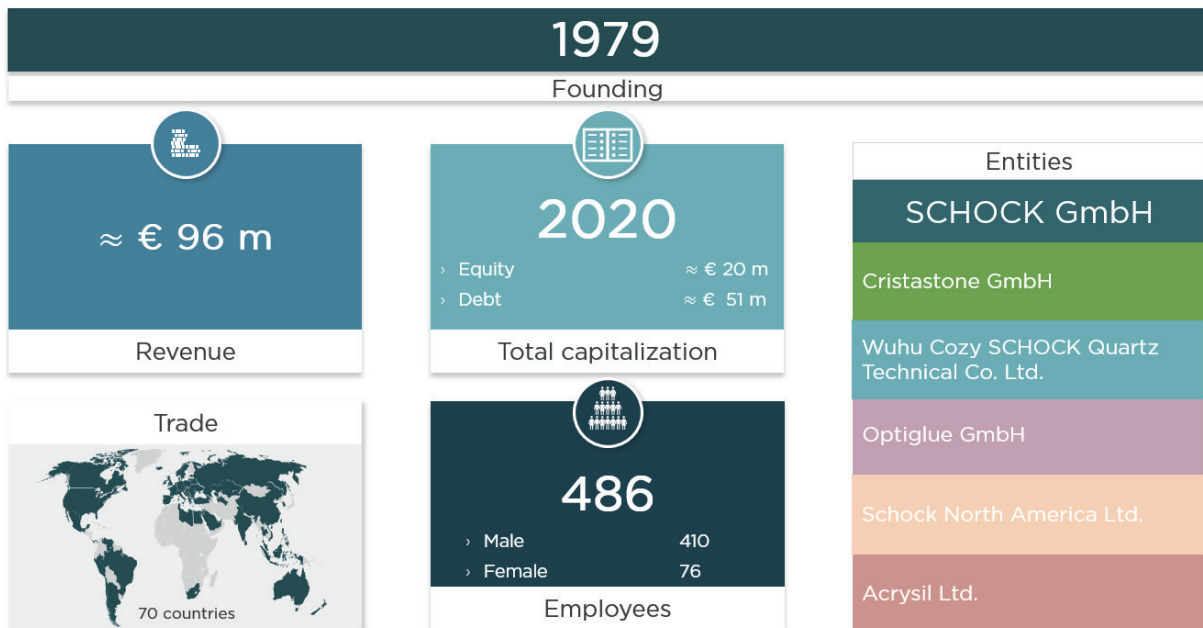 1979
Founding
≈ € 96 m
Revenue
2020
› Equity ≈ € 20 m
› Debt ≈ € 51 m
Total capitalization
Entities
SCHOCK GmbH
Cristastone GmbH
Wuhu Cozy SCHOCK Quartz
Technical Co. Ltd.
Optiglue GmbH
Schock North America Ltd.
Acrysil Ltd.
Trade
70 countries
486
› Male 410
› Female 76
Employees